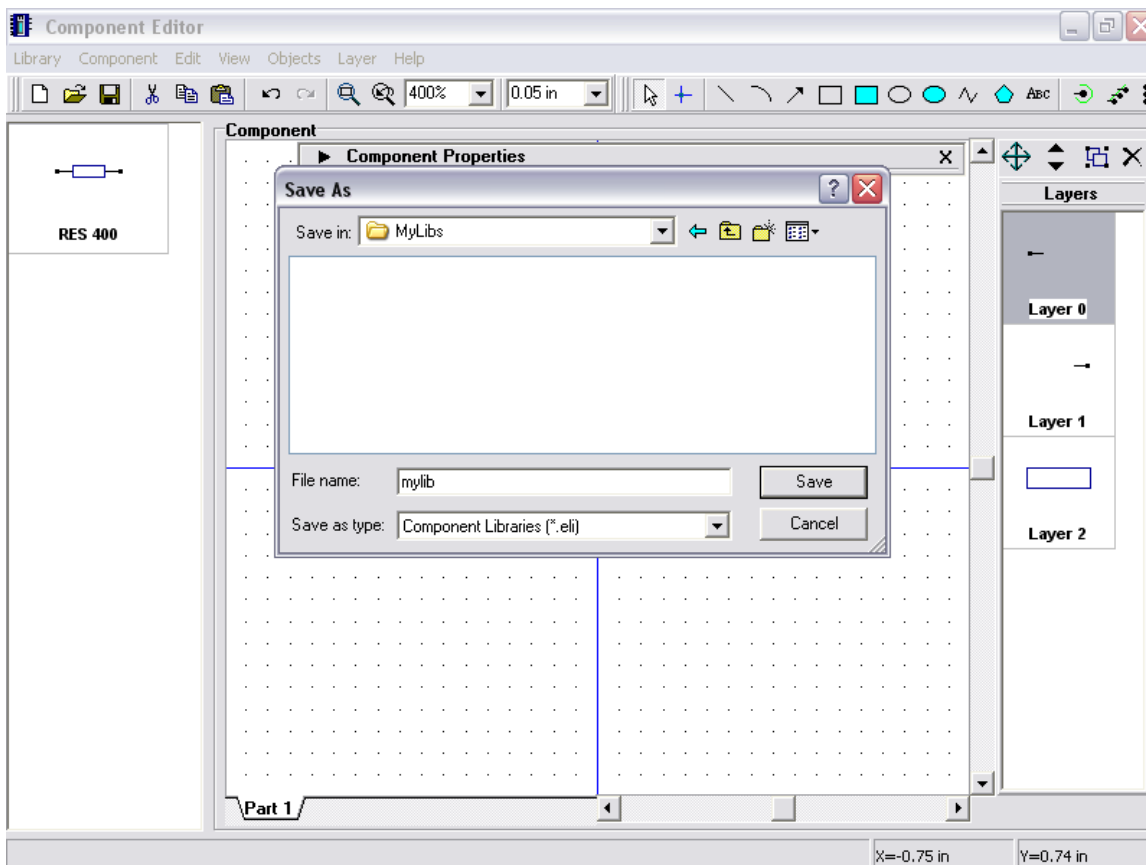 Component Editor
Library Component Edit View Objects Layer Help
400% 0.05 in ABC
Component
Component Properties
Save As
Save in: MyLibs
File name: mylib Save
Save as type: Component Libraries (*.eli) Cancel
RES 400
Layers
Layer 0
Layer 1
Layer 2
Part 1
X=-0.75 in Y=0.74 in